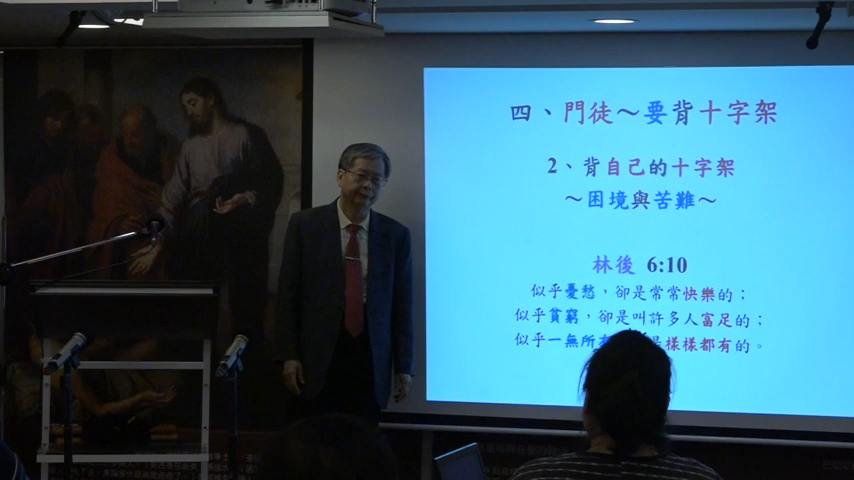 四、門徒～要背十字架
2、背自己的十字架
～困境與苦難～
林後 6:10
似乎憂愁，卻是常常快樂的；
似乎貧窮，卻是叫許多人富足的；
似乎一無所 是樣樣都有的。